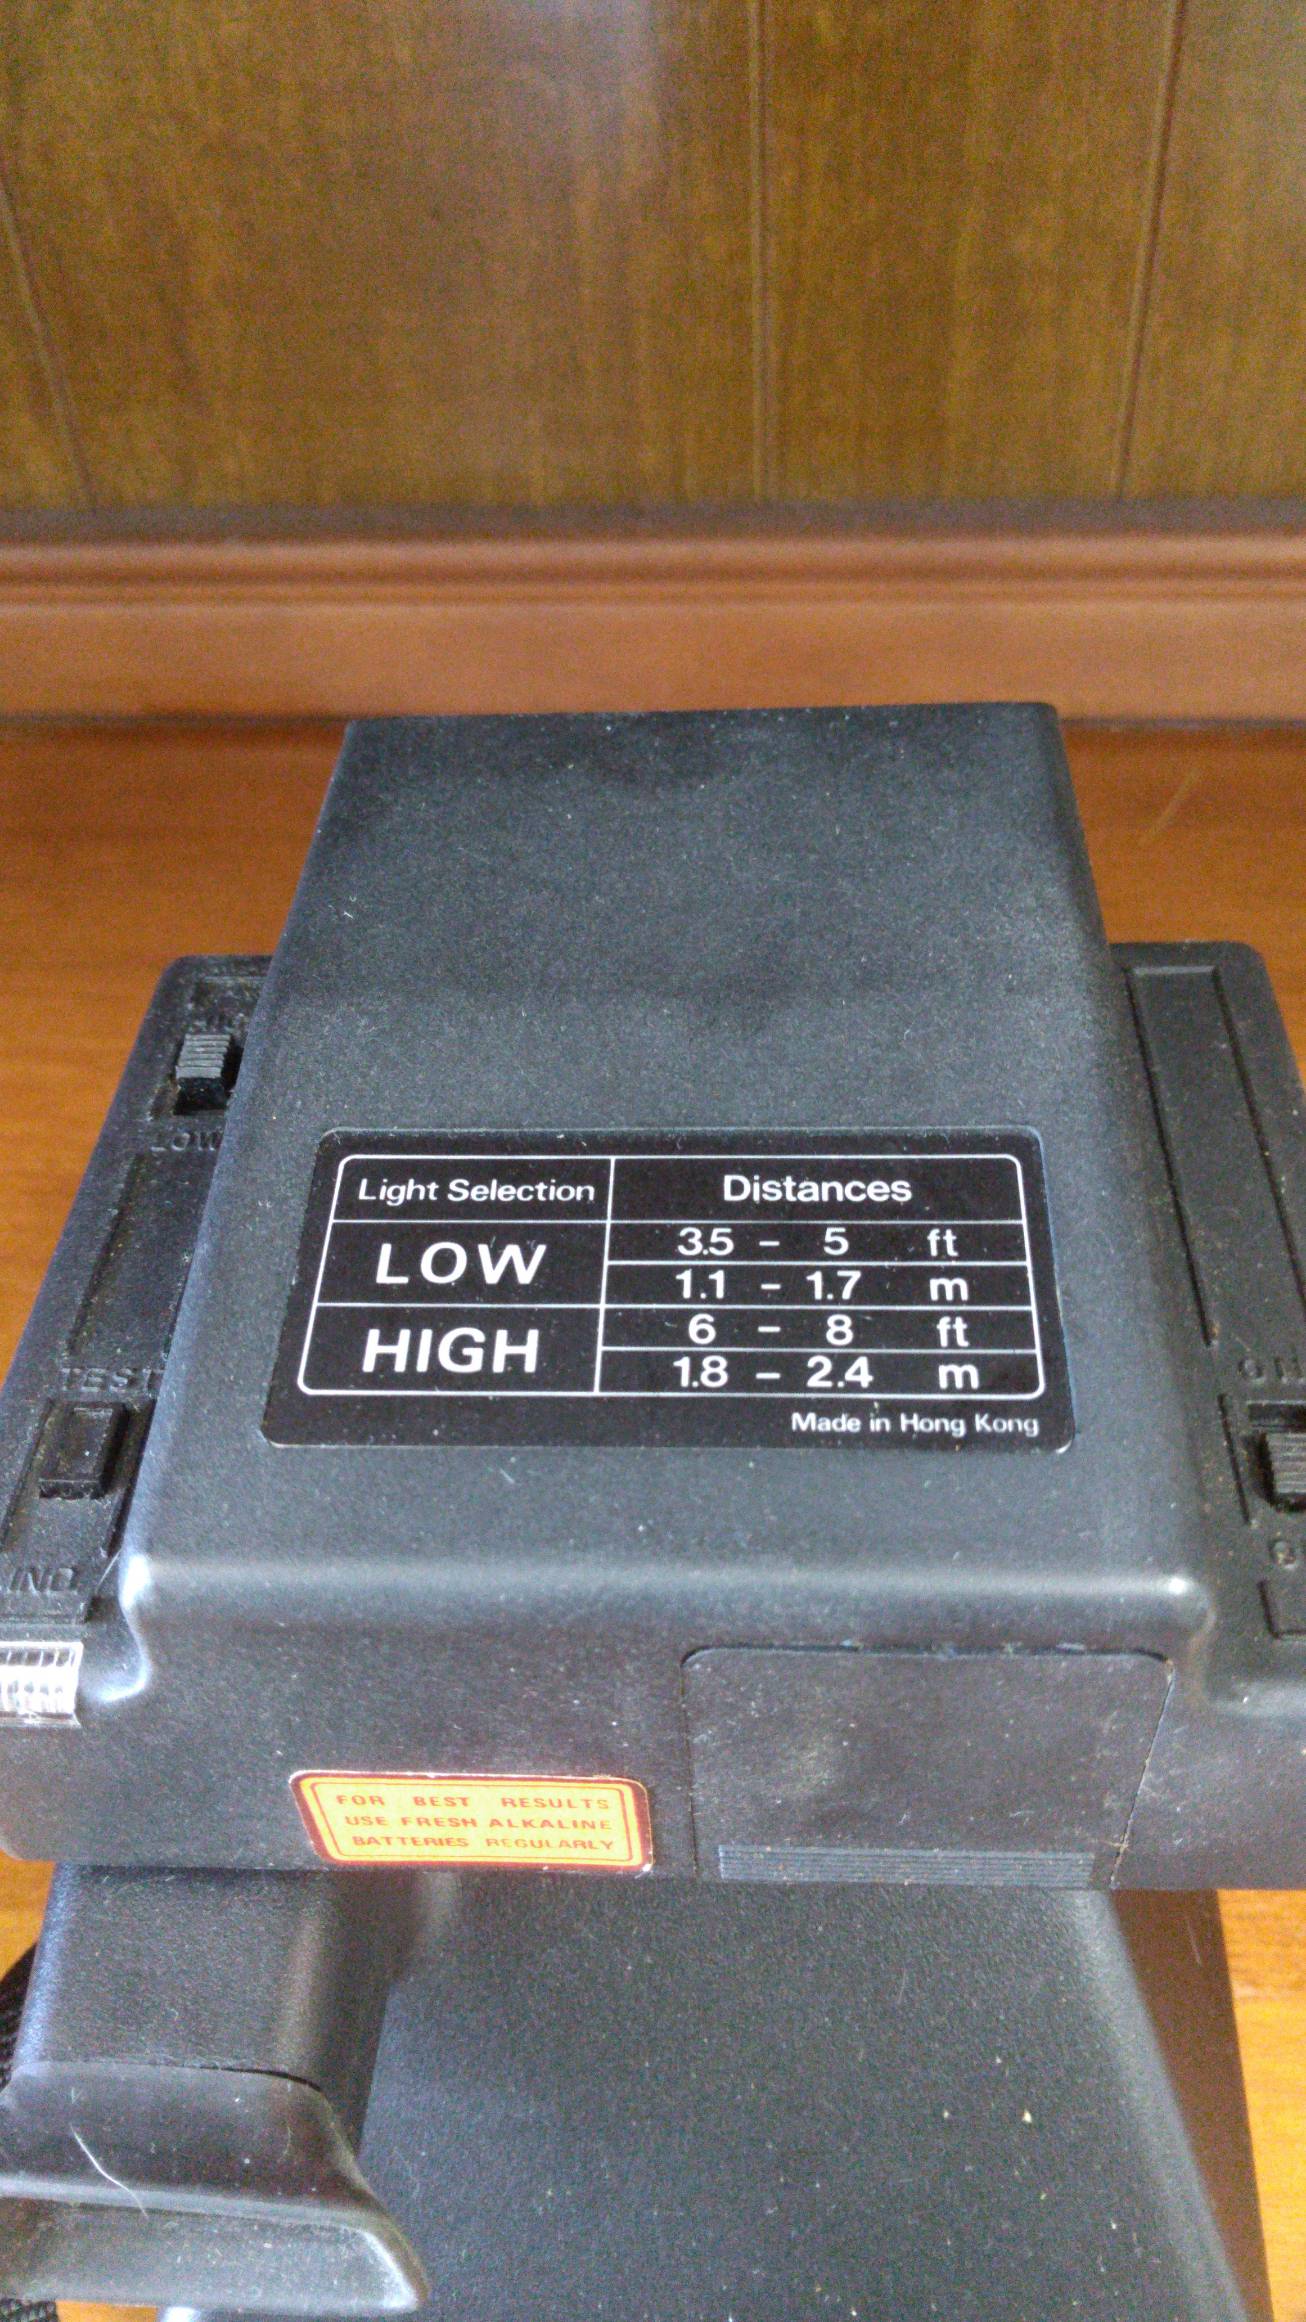 LOW
Light Selection Distances
LOW 3.5 - 5 ft
1.1 - 1.7 m
HIGH 6 - 8 ft
1.8 - 2.4 m
Made in Hong Kong
TEST
IND.
FOR BEST RESULTS
USE FRESH ALKALINE
BATTERIES REGULARLY